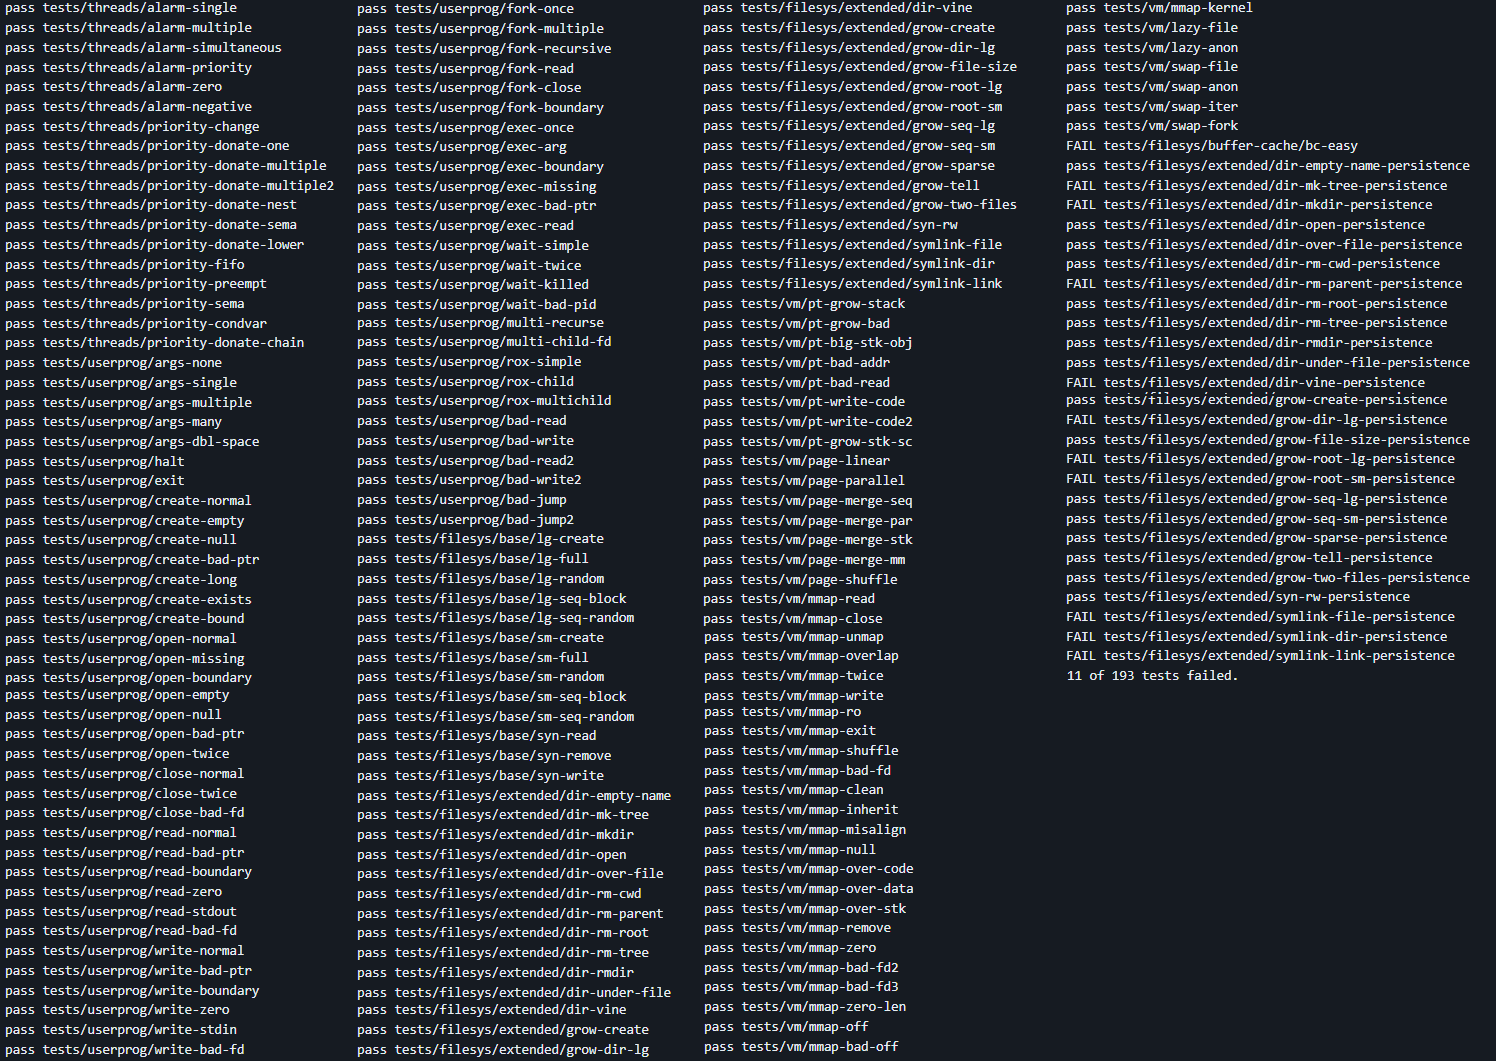 pass tests/threads/alarm-single
pass tests/threads/alarm-multiple
pass tests/threads/alarm-simultaneous
pass tests/threads/alarm-priority
pass tests/threads/alarm-zero
pass tests/threads/alarm-negative
pass tests/threads/priority-change
pass tests/threads/priority-donate-one
pass tests/threads/priority-donate-multiple
pass tests/threads/priority-donate-multiple2
pass tests/threads/priority-donate-nest
pass tests/threads/priority-donate-sema
pass tests/threads/priority-donate-lower
pass tests/threads/priority-fifo
pass tests/threads/priority-preempt
pass tests/threads/priority-sema
pass tests/threads/priority-condvar
pass tests/threads/priority-donate-chain
pass tests/userprog/args-none
pass tests/userprog/args-single
pass tests/userprog/args-multiple
pass tests/userprog/args-many
pass tests/userprog/args-dbl-space
pass tests/userprog/halt
pass tests/userprog/exit
pass tests/userprog/create-normal
pass tests/userprog/create-empty
pass tests/userprog/create-null
pass tests/userprog/create-bad-ptr
pass tests/userprog/create-long
pass tests/userprog/create-exists
pass tests/userprog/create-bound
pass tests/userprog/open-normal
pass tests/userprog/open-missing
pass tests/userprog/open-boundary
pass tests/userprog/open-empty
pass tests/userprog/open-null
pass tests/userprog/open-bad-ptr
pass tests/userprog/open-twice
pass tests/userprog/close-normal
pass tests/userprog/close-twice
pass tests/userprog/close-bad-fd
pass tests/userprog/read-normal
pass tests/userprog/read-bad-ptr
pass tests/userprog/read-boundary
pass tests/userprog/read-zero
pass tests/userprog/read-stdout
pass tests/userprog/read-bad-fd
pass tests/userprog/write-normal
pass tests/userprog/write-bad-ptr
pass tests/userprog/write-boundary
pass tests/userprog/write-zero
pass tests/userprog/write-stdin
pass tests/userprog/write-bad-fd
pass tests/userprog/fork-once
pass tests/userprog/fork-multiple
pass tests/userprog/fork-recursive
pass tests/userprog/fork-read
pass tests/userprog/fork-close
pass tests/userprog/fork-boundary
pass tests/userprog/exec-once
pass tests/userprog/exec-arg
pass tests/userprog/exec-boundary
pass tests/userprog/exec-missing
pass tests/userprog/exec-bad-ptr
pass tests/userprog/exec-read
pass tests/userprog/wait-simple
pass tests/userprog/wait-twice
pass tests/userprog/wait-killed
pass tests/userprog/wait-bad-pid
pass tests/userprog/multi-recurse
pass tests/userprog/multi-child-fd
pass tests/userprog/rox-simple
pass tests/userprog/rox-child
pass tests/userprog/rox-multichild
pass tests/userprog/bad-read
pass tests/userprog/bad-write
pass tests/userprog/bad-read2
pass tests/userprog/bad-write2
pass tests/userprog/bad-jump
pass tests/userprog/bad-jump2
pass tests/filesys/base/lg-create
pass tests/filesys/base/lg-full
pass tests/filesys/base/lg-random
pass tests/filesys/base/lg-seq-block
pass tests/filesys/base/lg-seq-random
pass tests/filesys/base/sm-create
pass tests/filesys/base/sm-full
pass tests/filesys/base/sm-random
pass tests/filesys/base/sm-seq-block
pass tests/filesys/base/sm-seq-random
pass tests/filesys/base/syn-read
pass tests/filesys/base/syn-remove
pass tests/filesys/base/syn-write
pass tests/filesys/extended/dir-empty-name
pass tests/filesys/extended/dir-mk-tree
pass tests/filesys/extended/dir-mkdir
pass tests/filesys/extended/dir-open
pass tests/filesys/extended/dir-over-file
pass tests/filesys/extended/dir-rm-cwd
pass tests/filesys/extended/dir-rm-parent
pass tests/filesys/extended/dir-rm-root
pass tests/filesys/extended/dir-rm-tree
pass tests/filesys/extended/dir-rmdir
pass tests/filesys/extended/dir-under-file
pass tests/filesys/extended/dir-vine
pass tests/filesys/extended/grow-create
pass tests/filesys/extended/grow-dir-lg
pass tests/filesys/extended/dir-vine
pass tests/filesys/extended/grow-create
pass tests/filesys/extended/grow-dir-lg
pass tests/filesys/extended/grow-file-size
pass tests/filesys/extended/grow-root-lg
pass tests/filesys/extended/grow-root-sm
pass tests/filesys/extended/grow-seq-lg
pass tests/filesys/extended/grow-seq-sm
pass tests/filesys/extended/grow-sparse
pass tests/filesys/extended/grow-tell
pass tests/filesys/extended/grow-two-files
pass tests/filesys/extended/syn-rw
pass tests/filesys/extended/symlink-file
pass tests/filesys/extended/symlink-dir
pass tests/filesys/extended/symlink-link
pass tests/vm/pt-grow-stack
pass tests/vm/pt-grow-bad
pass tests/vm/pt-big-stk-obj
pass tests/vm/pt-bad-addr
pass tests/vm/pt-bad-read
pass tests/vm/pt-write-code
pass tests/vm/pt-write-code2
pass tests/vm/pt-grow-stk-sc
pass tests/vm/page-linear
pass tests/vm/page-parallel
pass tests/vm/page-merge-seq
pass tests/vm/page-merge-par
pass tests/vm/page-merge-stk
pass tests/vm/page-merge-mm
pass tests/vm/page-shuffle
pass tests/vm/mmap-read
pass tests/vm/mmap-close
pass tests/vm/mmap-unmap
pass tests/vm/mmap-overlap
pass tests/vm/mmap-twice
pass tests/vm/mmap-write
pass tests/vm/mmap-ro
pass tests/vm/mmap-exit
pass tests/vm/mmap-shuffle
pass tests/vm/mmap-bad-fd
pass tests/vm/mmap-clean
pass tests/vm/mmap-inherit
pass tests/vm/mmap-misalign
pass tests/vm/mmap-null
pass tests/vm/mmap-over-code
pass tests/vm/mmap-over-data
pass tests/vm/mmap-over-stk
pass tests/vm/mmap-remove
pass tests/vm/mmap-zero
pass tests/vm/mmap-bad-fd2
pass tests/vm/mmap-bad-fd3
pass tests/vm/mmap-zero-len
pass tests/vm/mmap-off
pass tests/vm/mmap-bad-off
pass tests/vm/mmap-kernel
pass tests/vm/lazy-file
pass tests/vm/lazy-anon
pass tests/vm/swap-file
pass tests/vm/swap-anon
pass tests/vm/swap-iter
pass tests/vm/swap-fork
FAIL tests/filesys/buffer-cache/bc-easy
pass tests/filesys/extended/dir-empty-name-persistence
FAIL tests/filesys/extended/dir-mk-tree-persistence
FAIL tests/filesys/extended/dir-mkdir-persistence
pass tests/filesys/extended/dir-open-persistence
pass tests/filesys/extended/dir-over-file-persistence
pass tests/filesys/extended/dir-rm-cwd-persistence
FAIL tests/filesys/extended/dir-rm-parent-persistence
pass tests/filesys/extended/dir-rm-root-persistence
pass tests/filesys/extended/dir-rm-tree-persistence
pass tests/filesys/extended/dir-rmdir-persistence
pass tests/filesys/extended/dir-under-file-persistence
FAIL tests/filesys/extended/dir-vine-persistence
pass tests/filesys/extended/grow-create-persistence
FAIL tests/filesys/extended/grow-dir-lg-persistence
pass tests/filesys/extended/grow-file-size-persistence
FAIL tests/filesys/extended/grow-root-lg-persistence
FAIL tests/filesys/extended/grow-root-sm-persistence
pass tests/filesys/extended/grow-seq-lg-persistence
pass tests/filesys/extended/grow-seq-sm-persistence
pass tests/filesys/extended/grow-sparse-persistence
pass tests/filesys/extended/grow-tell-persistence
pass tests/filesys/extended/grow-two-files-persistence
pass tests/filesys/extended/syn-rw-persistence
FAIL tests/filesys/extended/symlink-file-persistence
FAIL tests/filesys/extended/symlink-dir-persistence
FAIL tests/filesys/extended/symlink-link-persistence
11 of 193 tests failed.